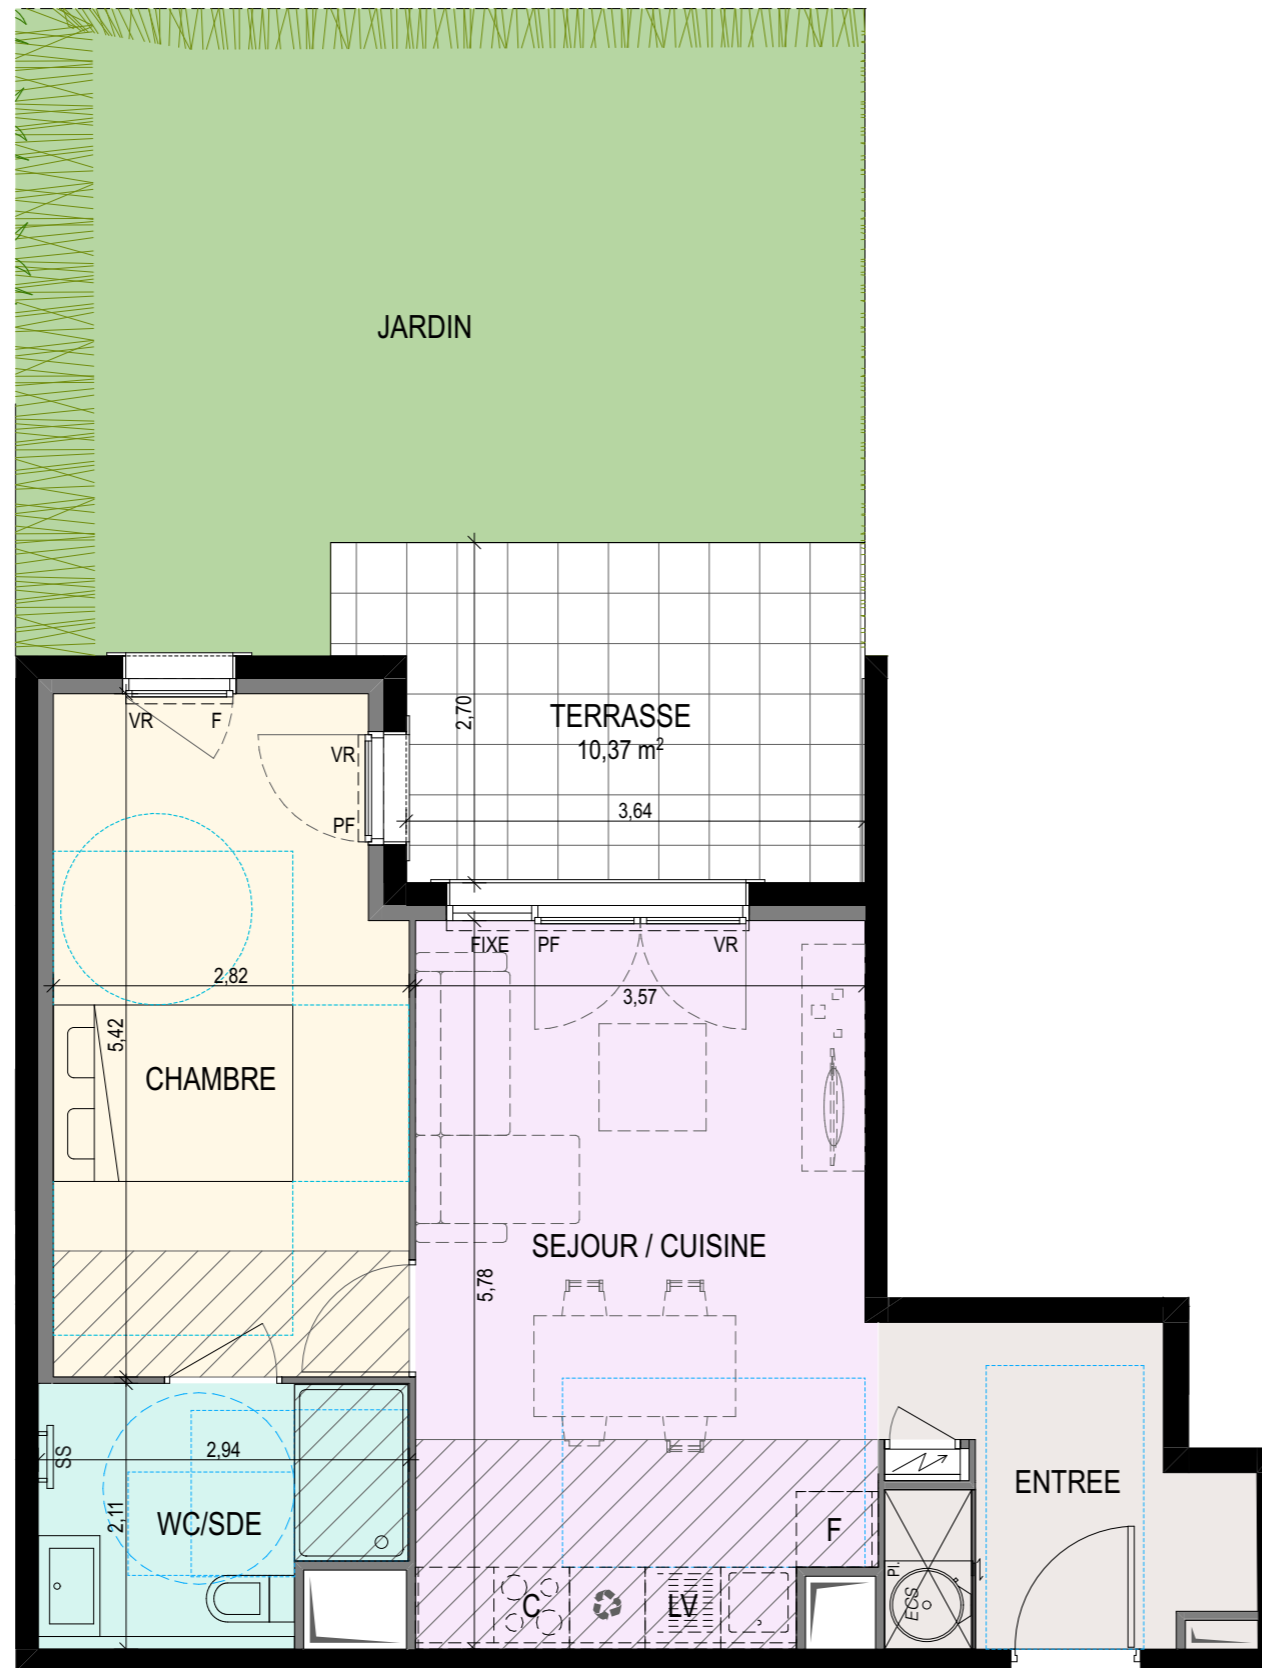 JARDIN
2,70
TERRASSE
10,37 m²
3,64
VR
F
VR
PF
FIXE
PF
VR
2,82
3,57
5,42
CHAMBRE
SEJOUR / CUISINE
5,78
SS
2,94
2,11
WC/SDE
ENTREE
F
PL
ECS
C
LV